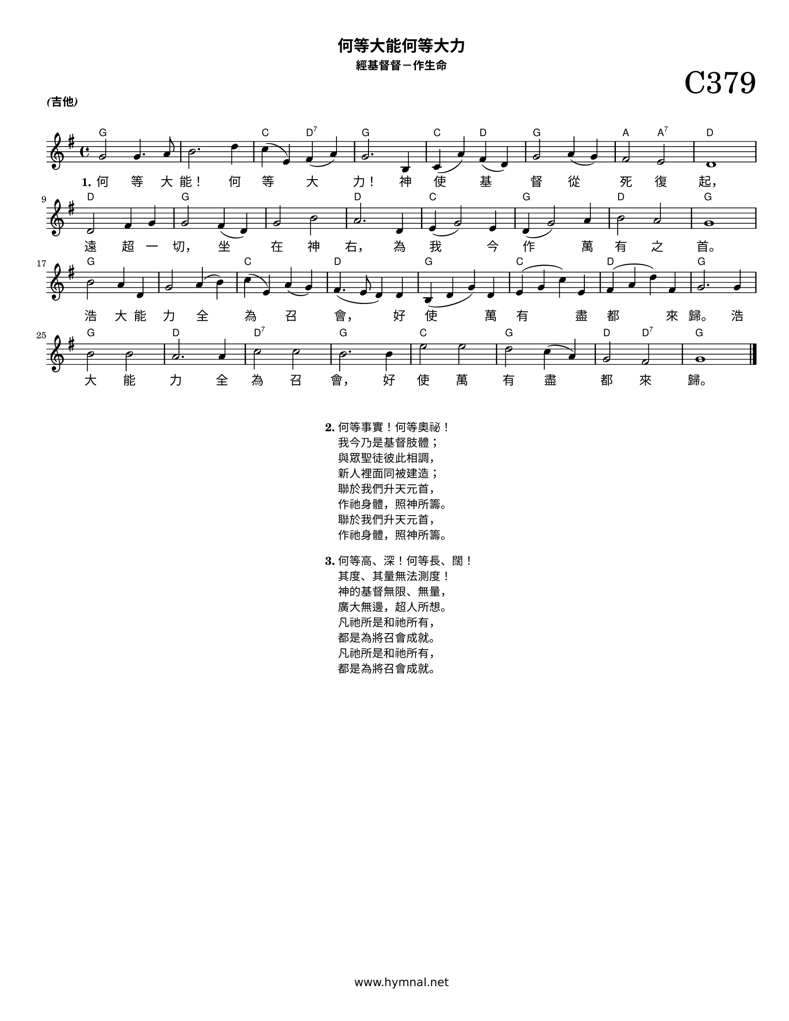 何等大能何等大力
經基督督－作生命
C379
(吉他)
G C D7 G C D G A A7 D
1. 何 等 大 能！ 何 等 大 力！ 神 使 基 督 從 死 復 起，
9 D G D C G D G
遠 超 一 切， 坐 在 神 右， 為 我 今 作 萬 有 之 首。
17 G C D G C D G
浩 大 能 力 全 為 召 會， 好 使 萬 有 盡 都 來 歸。 浩
25 G D D7 G C G D D7 G
大 能 力 全 為 召 會， 好 使 萬 有 盡 都 來 歸。
2. 何等事實！何等奧祕！
我今乃是基督肢體；
與眾聖徒彼此相調，
新人裡面同被建造；
聯於我們升天元首，
作祂身體，照神所籌。
聯於我們升天元首，
作祂身體，照神所籌。
3. 何等高、深！何等長、闊！
其度、其量無法測度！
神的基督無限、無量，
廣大無邊，超人所想。
凡祂所是和祂所有，
都是為將召會成就。
凡祂所是和祂所有，
都是為將召會成就。
www.hymnal.net